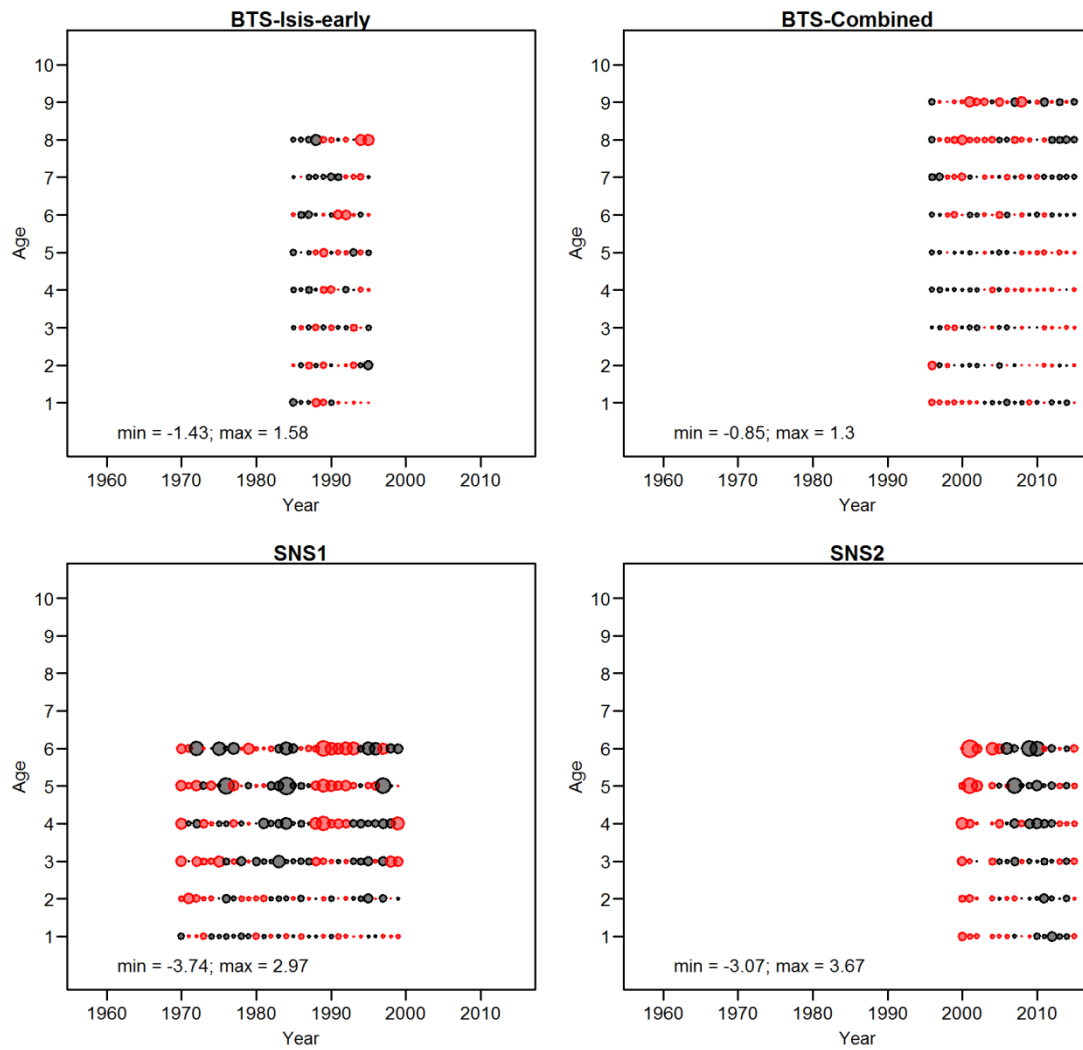 BTS-Isis-early
10
9
8
7
6
5
4
3
2
1
Age
min = -1.43; max = 1.58
1960 1970 1980 1990 2000 2010
Year
BTS-Combined
10
9
8
7
6
5
4
3
2
1
Age
min = -0.85; max = 1.3
1960 1970 1980 1990 2000 2010
Year
SNS1
10
9
8
7
6
5
4
3
2
1
Age
min = -3.74; max = 2.97
1960 1970 1980 1990 2000 2010
Year
SNS2
10
9
8
7
6
5
4
3
2
1
Age
min = -3.07; max = 3.67
1960 1970 1980 1990 2000 2010
Year